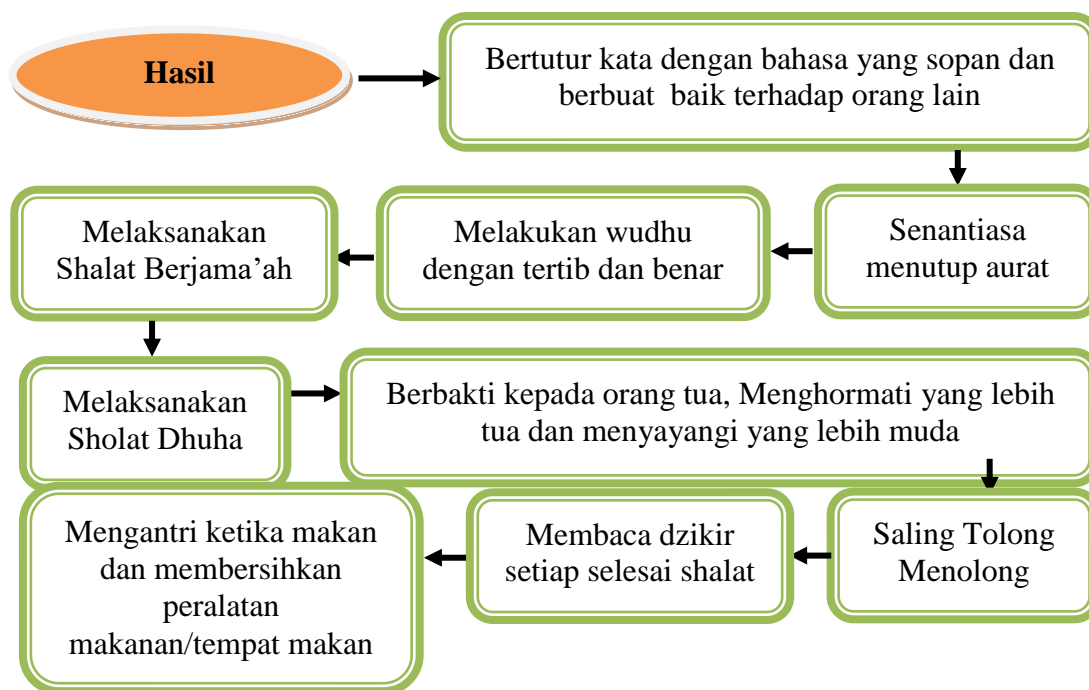 Hasil
Bertutur kata dengan bahasa yang sopan dan
berbuat baik terhadap orang lain
Senantiasa
menutup aurat
Melakukan wudhu
dengan tertib dan benar
Melaksanakan
Shalat Berjama’ah
Melaksanakan
Sholat Dhuha
Berbakti kepada orang tua, Menghormati yang lebih
tua dan menyayangi yang lebih muda
Saling Tolong
Menolong
Membaca dzikir
setiap selesai shalat
Mengantri ketika makan
dan membersihkan
peralatan
makanan/tempat makan